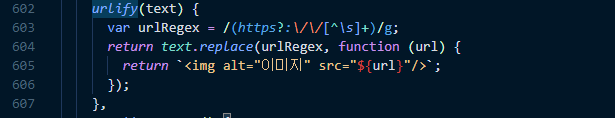 602 urlify(text) {
603 var urlRegex = /(https?:\/\/[^\s]+)/g;
604 return text.replace(urlRegex, function (url) {
605 return `<img alt="이미지" src="${url}"/>`;
606 });
607 },